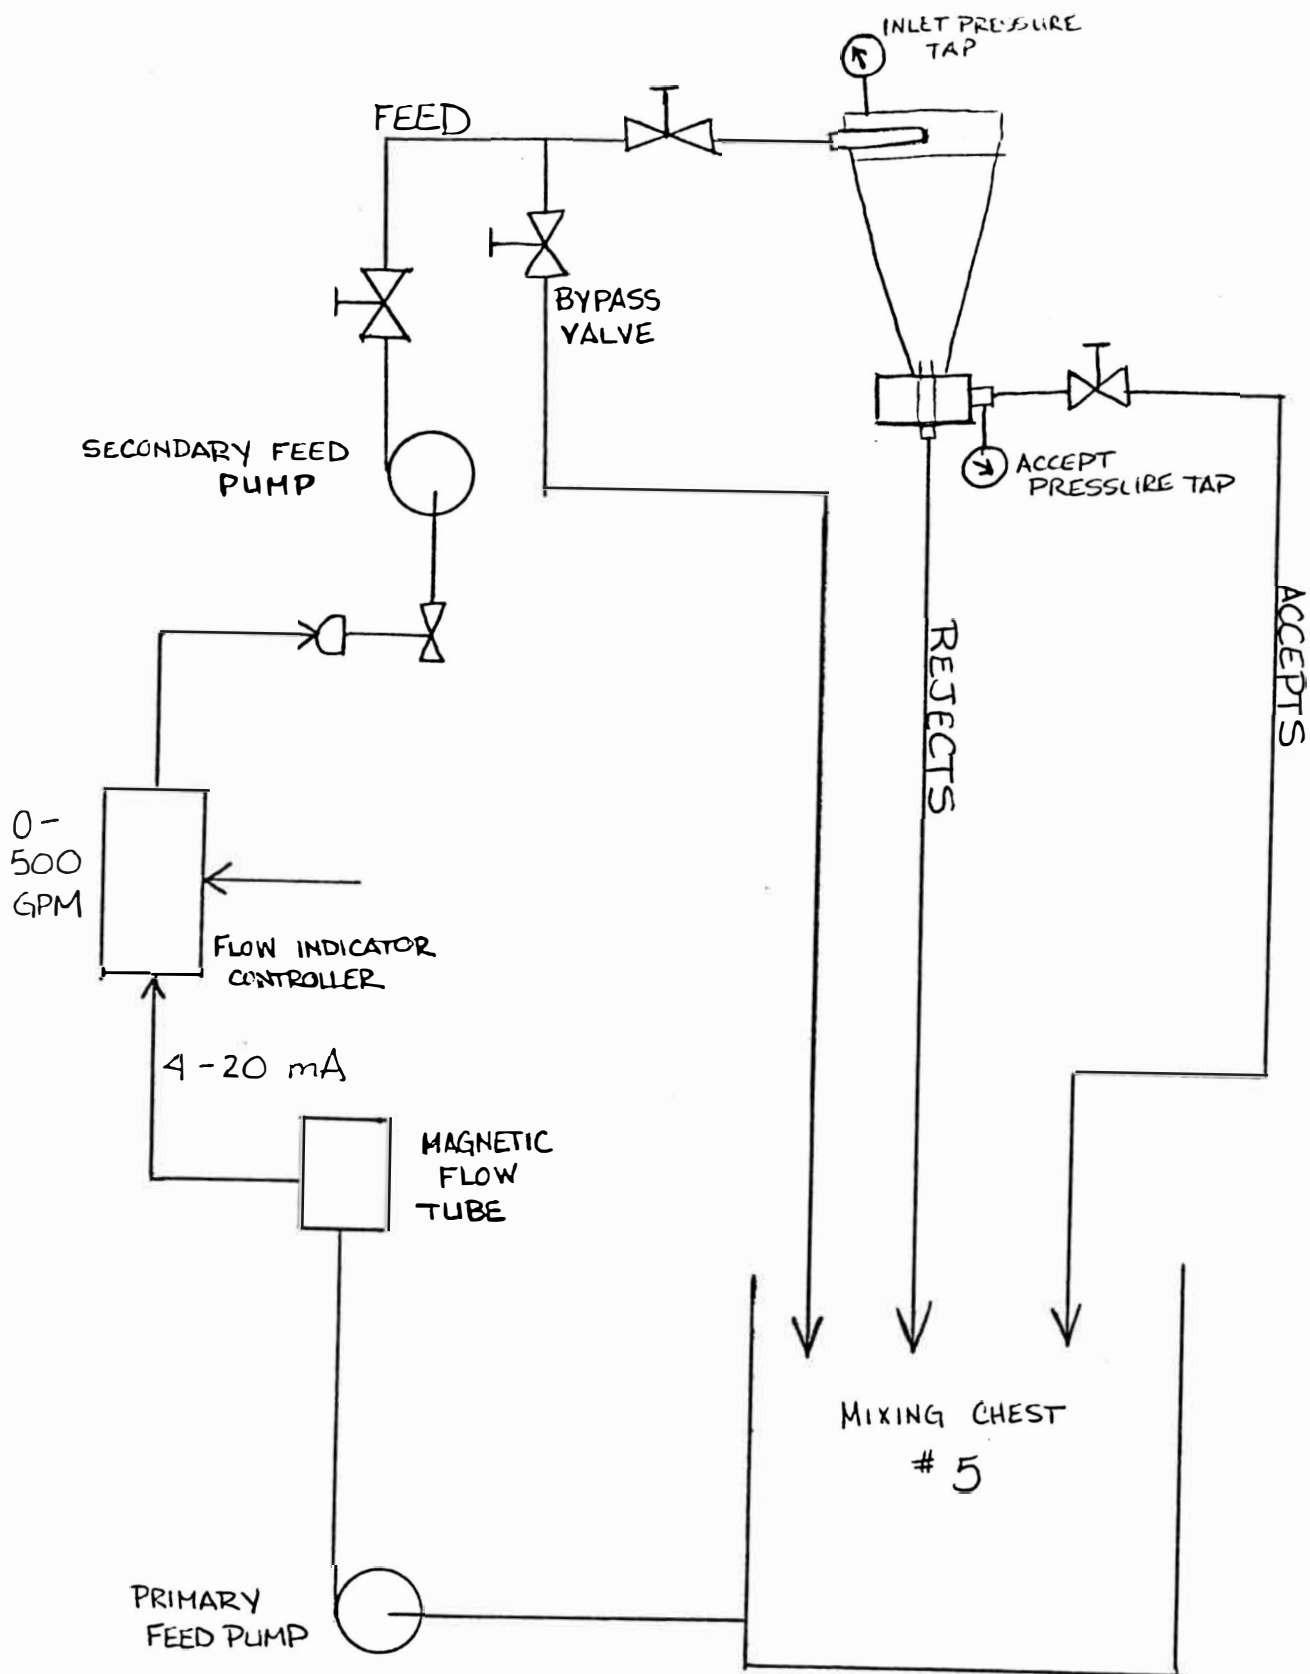 INLET PRESSURE
TAP
FEED
BYPASS
VALVE
SECONDARY FEED
PUMP
ACCEPT
PRESSURE TAP
ACCEPTS
REJECTS
0-
500
GPM
FLOW INDICATOR
CONTROLLER
4-20 mA
MAGNETIC
FLOW
TUBE
MIXING CHEST
# 5
PRIMARY
FEED PUMP